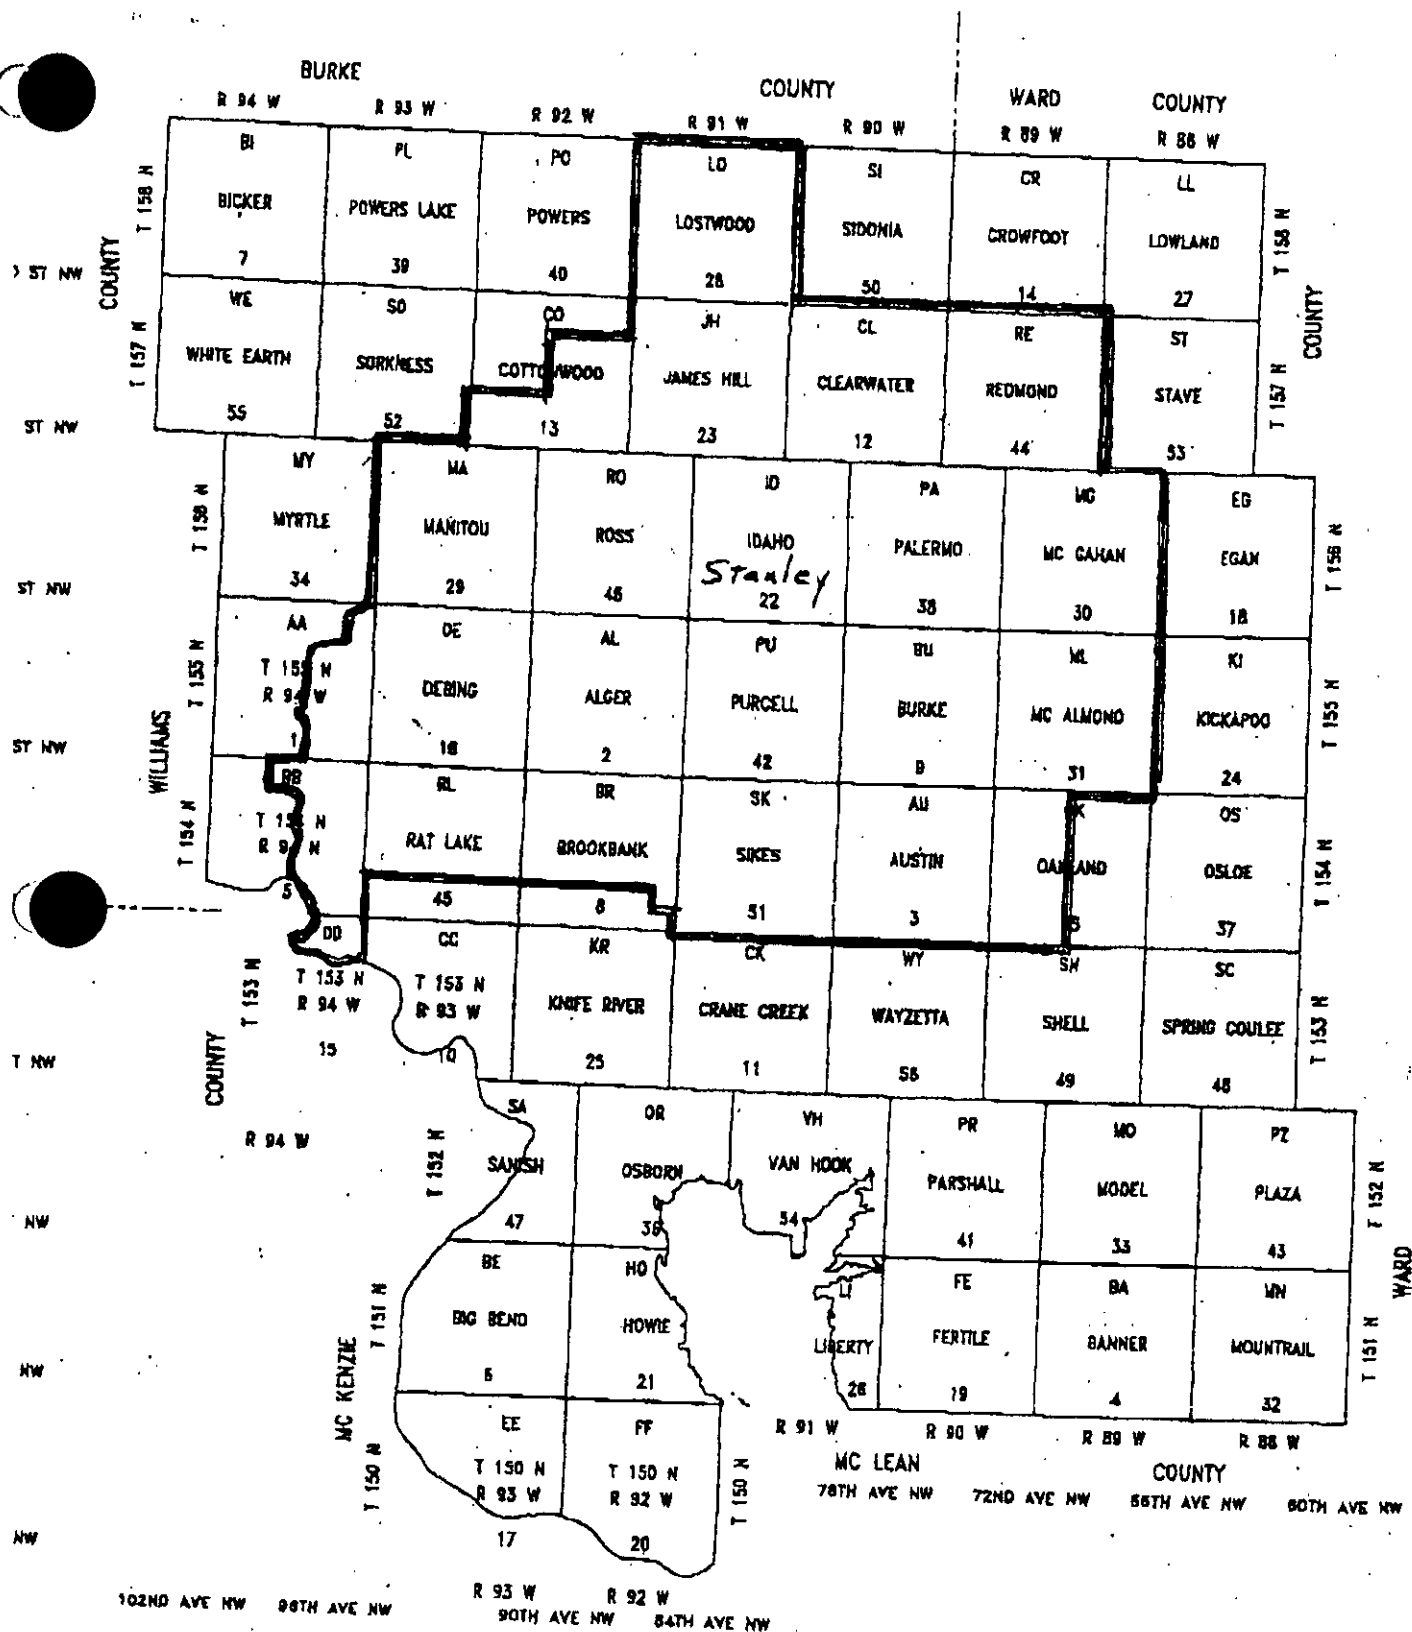 BURKE
COUNTY
WARD
COUNTY
R 94 W
R 93 W
R 92 W
R 91 W
R 90 W
R 89 W
R 88 W
BI
PL
PO
LO
SI
CR
LL
T 158 N
BICKER
POWERS LAKE
POWERS
LOSTWOOD
SIDONIA
CROWFOOT
LOWLAND
T 158 N
7
39
40
28
50
14
27
ST NW
COUNTY
COUNTY
WE
SO
CO
JH
CL
RE
ST
T 157 N
WHITE EARTH
SORKNESS
COTTONWOOD
JAMES HILL
CLEARWATER
REDMOND
STAVE
T 157 N
55
52
13
23
12
44
53
ST NW
MY
MA
RO
ID
PA
MG
EG
T 156 N
MYRTLE
MANITOU
ROSS
IDAHO
PALERMO
MC GAHAN
EGAN
T 156 N
Stanley
34
29
46
22
38
30
18
ST NW
AA
DE
AL
PU
BU
ML
KI
T 155 N
T 155 N
R 94 W
DEBING
ALGER
PURCELL
BURKE
MC ALMOND
KICKAPOO
T 155 N
1
16
2
42
9
31
24
ST NW
WILLIAMS
BB
RL
BR
SK
AU
OK
OS
T 154 N
T 154 N
R 94 W
RAT LAKE
BROOKBANK
SIKES
AUSTIN
OAKLAND
OSLOE
T 154 N
5
45
8
51
3
37
DD
CC
KR
CK
WY
SH
SC
T 153 N
T 153 N
R 94 W
T 153 N
R 93 W
KNIFE RIVER
CRANE CREEK
WAYZETTA
SHELL
SPRING COULEE
T 153 N
15
10
25
11
56
49
48
T NW
COUNTY
R 94 W
SA
OR
VH
PR
MO
PZ
T 152 N
SANISH
OSBORN
VAN HOOK
PARSHALL
MODEL
PLAZA
T 152 N
47
36
54
41
33
43
NW
WARD
BE
HO
LI
FE
BA
MN
T 151 N
BIG BEND
HOWIE
LIBERTY
FERTILE
BANNER
MOUNTRAIL
T 151 N
6
21
26
19
4
32
NW
MC KENZIE
EE
FF
R 91 W
R 90 W
R 89 W
R 88 W
T 150 N
T 150 N
R 93 W
T 150 N
R 92 W
T 150 N
MC LEAN
COUNTY
78TH AVE NW
72ND AVE NW
66TH AVE NW
60TH AVE NW
17
20
NW
R 93 W
R 92 W
102ND AVE NW
96TH AVE NW
90TH AVE NW
84TH AVE NW